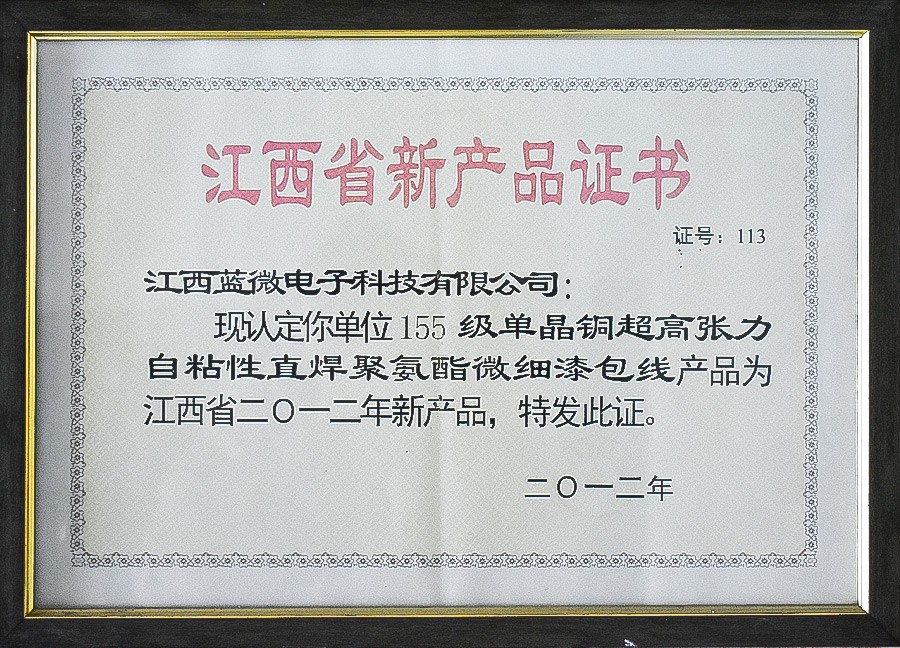 江西省新产品证书
证号：113
江西蓝微电子科技有限公司：
现认定你单位 155 级单晶铜超高张力
自粘性直焊聚氨酯微细漆包线产品为
江西省二〇一二年新产品，特发此证。
二〇一二年